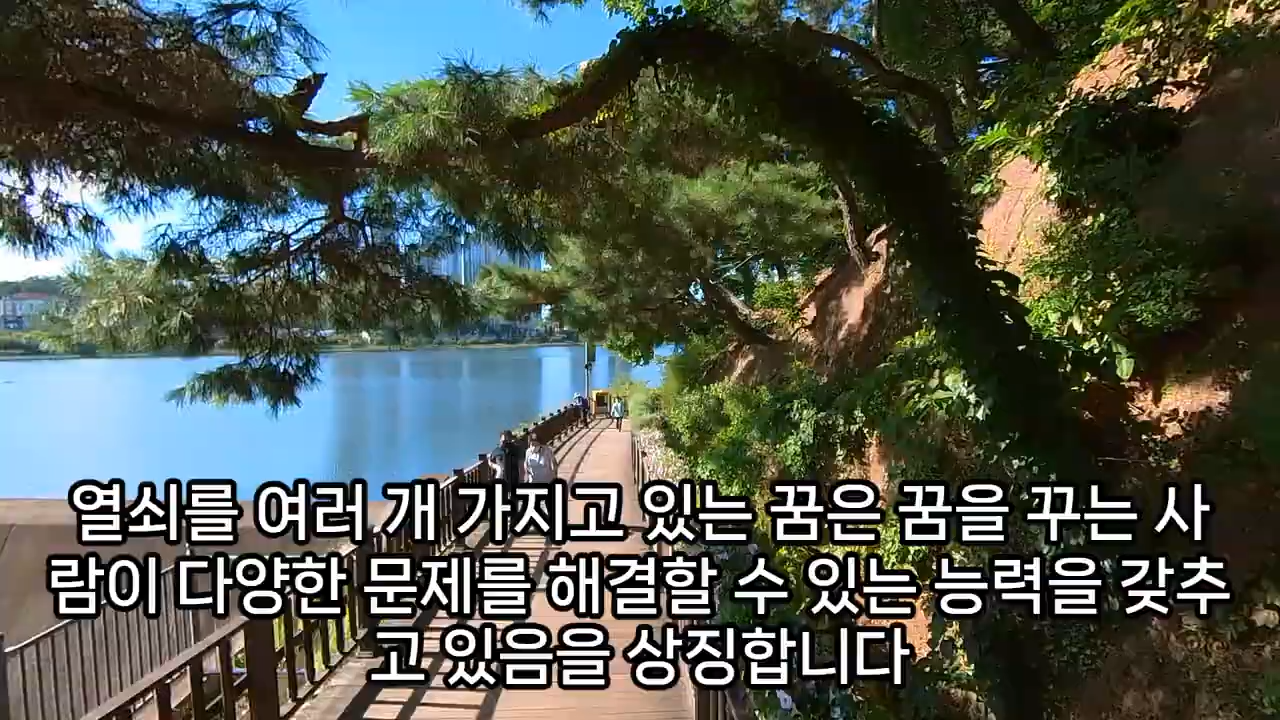 열쇠를 여러 개 가지고 있는 꿈은 꿈을 꾸는 사
람이 다양한 문제를 해결할 수 있는 능력을 갖추
고 있음을 상징합니다